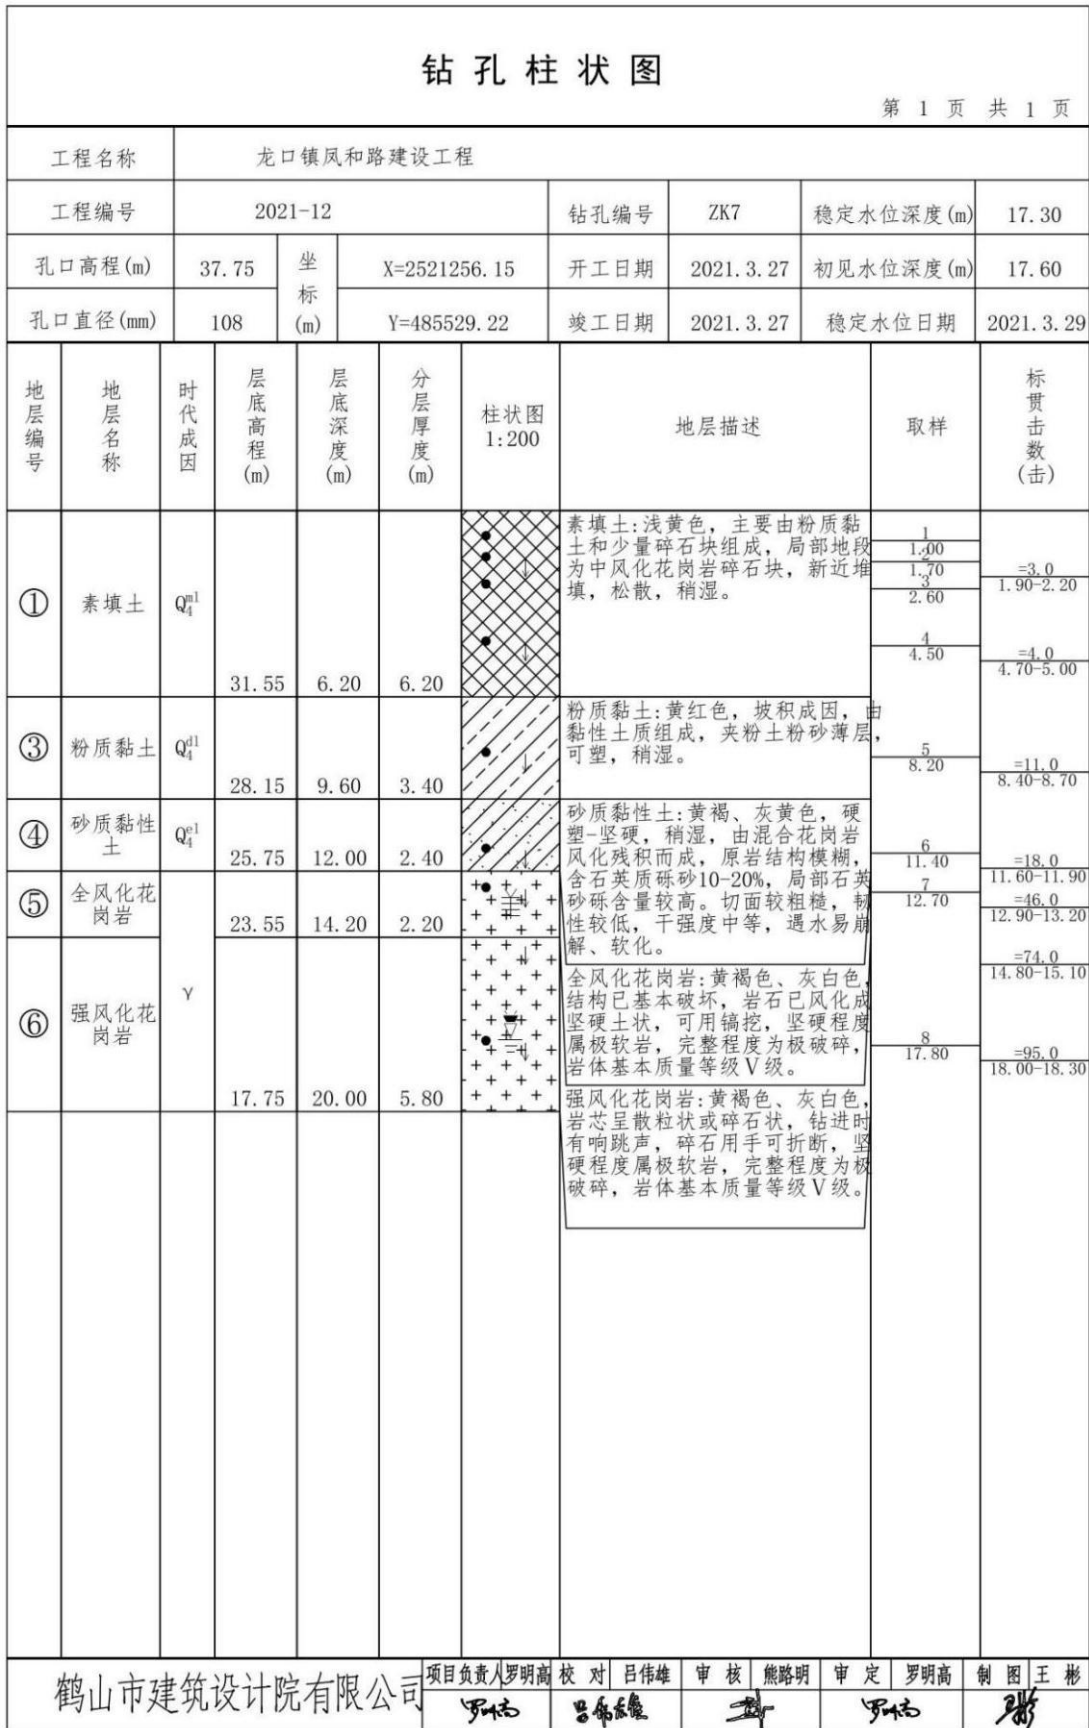 钻孔柱状图
第 1 页 共 1 页
工程名称 龙口镇凤和路建设工程
工程编号 2021-12 钻孔编号 ZK7 稳定水位深度(m) 17.30
孔口高程(m) 37.75 坐标(m) X=2521256.15 开工日期 2021.3.27 初见水位深度(m) 17.60
孔口直径(mm) 108 Y=485529.22 竣工日期 2021.3.27 稳定水位日期 2021.3.29
地层编号 地层名称 时代成因 层底高程(m) 层底深度(m) 分层厚度(m) 柱状图 1:200 地层描述 取样 标贯击数(击)
① 素填土 Q4ml 31.55 6.20 6.20
素填土:浅黄色，主要由粉质黏
土和少量碎石块组成，局部地段
为中风化花岗岩碎石块，新近堆
填，松散，稍湿。
1
1.00
2
1.70
3
2.60
4
4.50
=3.0
1.90-2.20
=4.0
4.70-5.00
③ 粉质黏土 Q4dl 28.15 9.60 3.40
粉质黏土:黄红色，坡积成因，由
黏性土质组成，夹粉土粉砂薄层，
可塑，稍湿。
5
8.20
=11.0
8.40-8.70
④ 砂质黏性土 Q4el 25.75 12.00 2.40
砂质黏性土:黄褐、灰黄色，硬
塑-坚硬，稍湿，由混合花岗岩
风化残积而成，原岩结构模糊，
含石英质砾砂10-20%，局部石英
砂砾含量较高。切面较粗糙，韧
性较低，干强度中等，遇水易崩
解、软化。
6
11.40
=18.0
11.60-11.90
⑤ 全风化花岗岩 γ 23.55 14.20 2.20
全风化花岗岩:黄褐色、灰白色，
结构已基本破坏，岩石已风化成
坚硬土状，可用镐挖，坚硬程度
属极软岩，完整程度为极破碎，
岩体基本质量等级Ⅴ级。
7
12.70
=46.0
12.90-13.20
⑥ 强风化花岗岩 17.75 20.00 5.80
强风化花岗岩:黄褐色、灰白色，
岩芯呈散粒状或碎石状，钻进时
有响跳声，碎石用手可折断，坚
硬程度属极软岩，完整程度为极
破碎，岩体基本质量等级Ⅴ级。
=74.0
14.80-15.10
8
17.80
=95.0
18.00-18.30
鹤山市建筑设计院有限公司 项目负责人 罗明高 校 对 吕伟雄 审 核 熊路明 审 定 罗明高 制 图 王 彬
罗明高 吕伟雄 罗明高 王彬